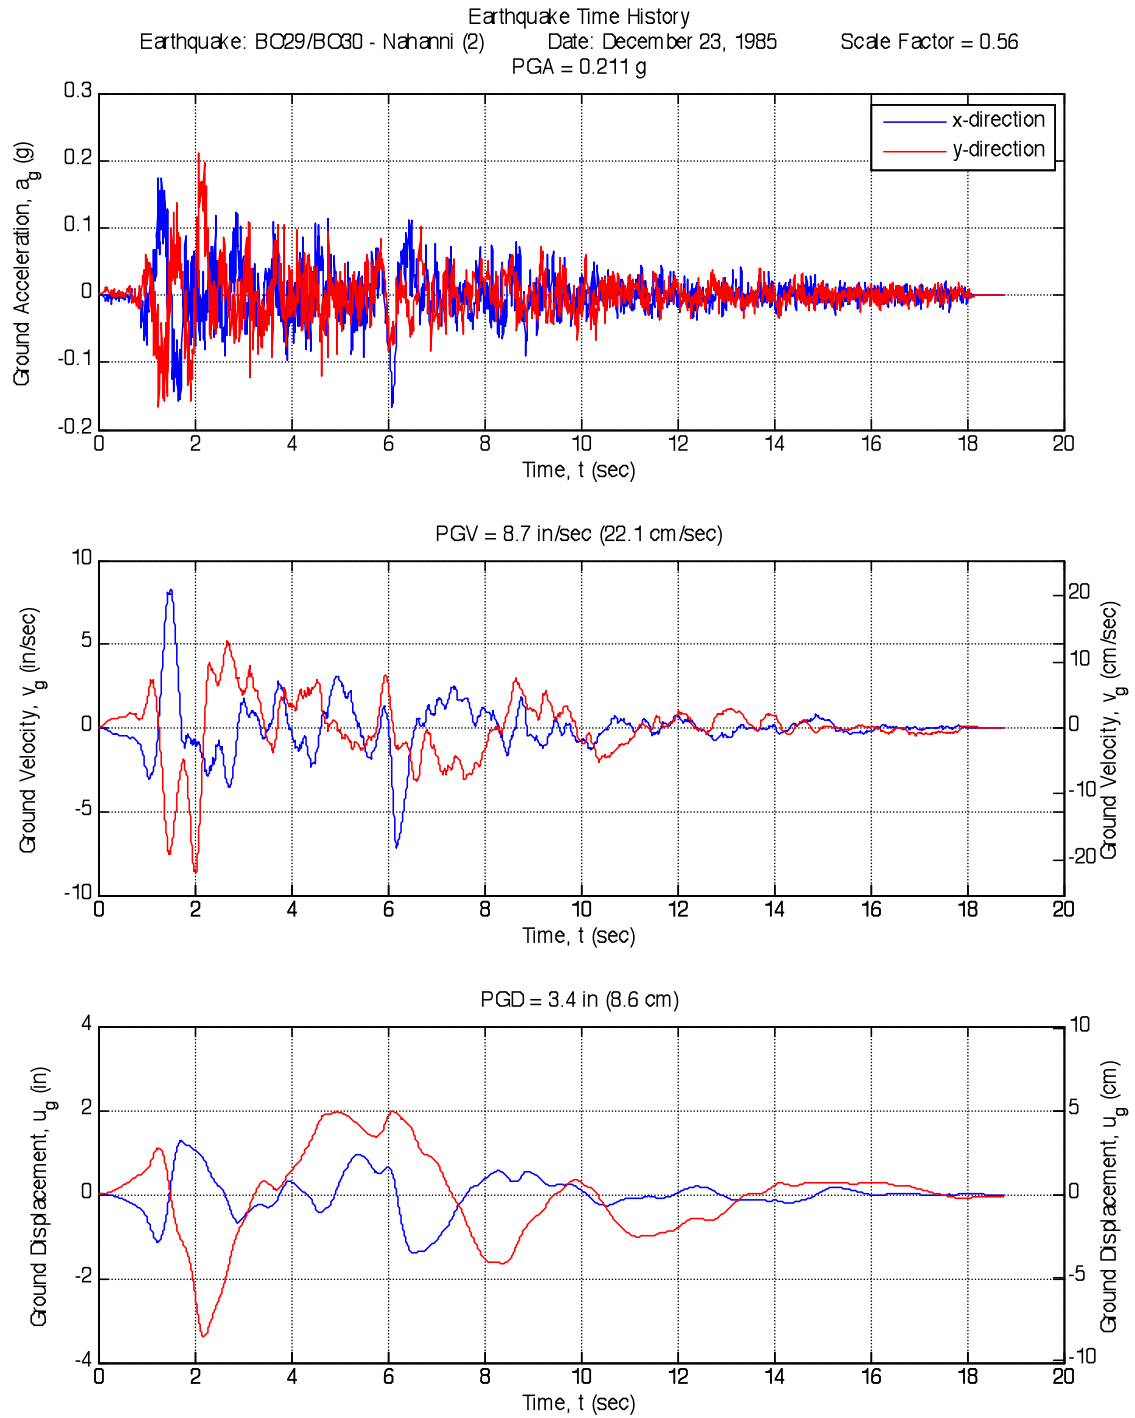 Earthquake Time History
Earthquake: BO29/BO30 - Nahanni (2) Date: December 23, 1985 Scale Factor = 0.56
PGA = 0.211 g
x-direction
y-direction
Ground Acceleration, a_g (g)
0.3
0.2
0.1
0
-0.1
-0.2
0 2 4 6 8 10 12 14 16 18 20
Time, t (sec)
PGV = 8.7 in/sec (22.1 cm/sec)
Ground Velocity, v_g (in/sec)
10
5
0
-5
-10
20
10
0
-10
-20
Ground Velocity, v_g (cm/sec)
0 2 4 6 8 10 12 14 16 18 20
Time, t (sec)
PGD = 3.4 in (8.6 cm)
Ground Displacement, u_g (in)
4
2
0
-2
-4
10
5
0
-5
-10
Ground Displacement, u_g (cm)
0 2 4 6 8 10 12 14 16 18 20
Time, t (sec)